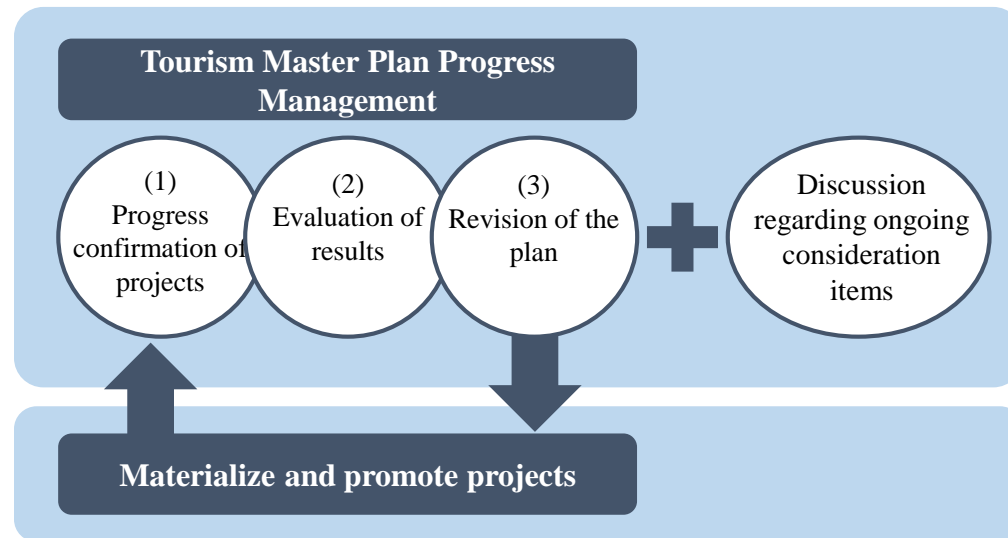 Tourism Master Plan Progress
Management
(1)
Progress
confirmation of
projects
(2)
Evaluation of
results
(3)
Revision of the
plan
Discussion
regarding ongoing
consideration
items
Materialize and promote projects